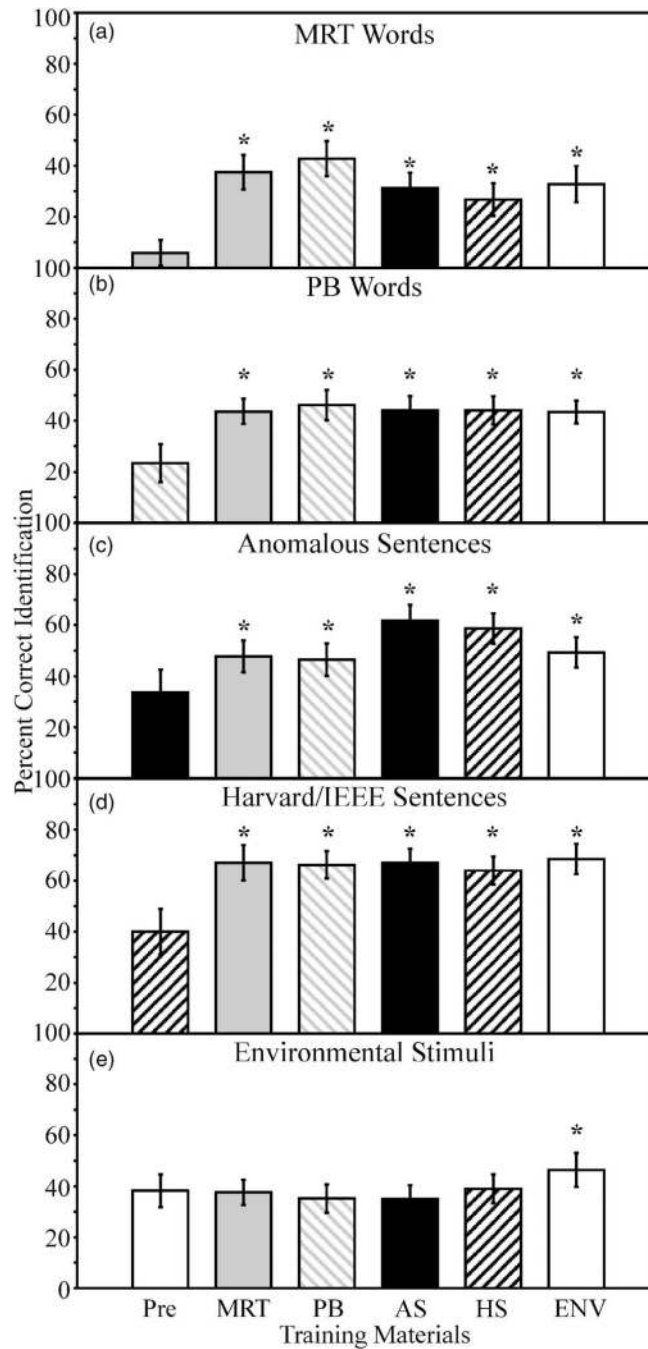 Percent Correct Identification
100
(a)
MRT Words
80
60
* * * * *
40
20
100
(b)
PB Words
80
60
* * * * *
40
20
100
(c)
Anomalous Sentences
80
60
* * * * *
40
20
100
(d)
Harvard/IEEE Sentences
80
* * * * *
60
40
20
100
(e)
Environmental Stimuli
80
60
*
40
20
0
Pre MRT PB AS HS ENV
Training Materials